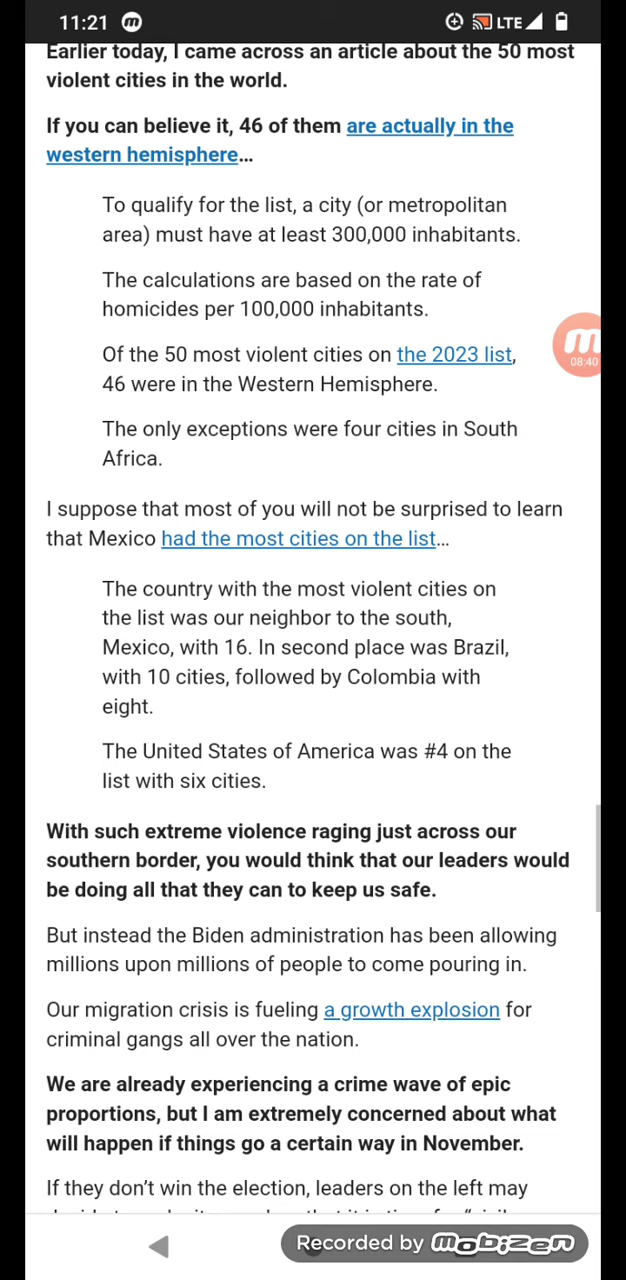 11:21
LTE
Earlier today, I came across an article about the 50 most
violent cities in the world.
If you can believe it, 46 of them are actually in the
western hemisphere…
To qualify for the list, a city (or metropolitan
area) must have at least 300,000 inhabitants.
The calculations are based on the rate of
homicides per 100,000 inhabitants.
Of the 50 most violent cities on the 2023 list,
46 were in the Western Hemisphere.
08:40
The only exceptions were four cities in South
Africa.
I suppose that most of you will not be surprised to learn
that Mexico had the most cities on the list…
The country with the most violent cities on
the list was our neighbor to the south,
Mexico, with 16. In second place was Brazil,
with 10 cities, followed by Colombia with
eight.
The United States of America was #4 on the
list with six cities.
With such extreme violence raging just across our
southern border, you would think that our leaders would
be doing all that they can to keep us safe.
But instead the Biden administration has been allowing
millions upon millions of people to come pouring in.
Our migration crisis is fueling a growth explosion for
criminal gangs all over the nation.
We are already experiencing a crime wave of epic
proportions, but I am extremely concerned about what
will happen if things go a certain way in November.
If they don’t win the election, leaders on the left may
Recorded by mobizen